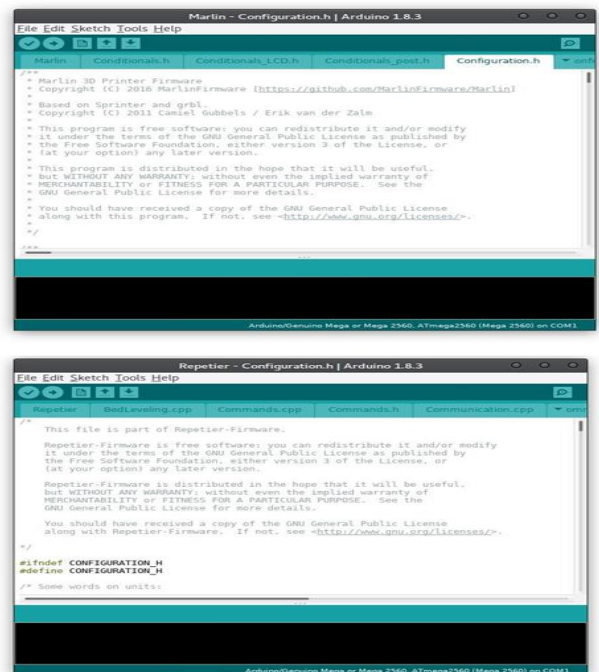 Marlin - Configuration.h | Arduino 1.8.3
File Edit Sketch Tools Help
Marlin Conditionals.h Conditionals_LCD.h Conditionals_post.h Configuration.h
/**
* Marlin 3D Printer Firmware
* Copyright (C) 2016 MarlinFirmware [https://github.com/MarlinFirmware/Marlin]
*
* Based on Sprinter and grbl.
* Copyright (C) 2011 Camiel Gubbels / Erik van der Zalm
*
* This program is free software: you can redistribute it and/or modify
* it under the terms of the GNU General Public License as published by
* the Free Software Foundation, either version 3 of the License, or
* (at your option) any later version.
*
* This program is distributed in the hope that it will be useful,
* but WITHOUT ANY WARRANTY; without even the implied warranty of
* MERCHANTABILITY or FITNESS FOR A PARTICULAR PURPOSE. See the
* GNU General Public License for more details.
*
* You should have received a copy of the GNU General Public License
* along with this program. If not, see <http://www.gnu.org/licenses/>.
*
*/
/**
Arduino/Genuino Mega or Mega 2560, ATmega2560 (Mega 2560) on COM1
Repetier - Configuration.h | Arduino 1.8.3
File Edit Sketch Tools Help
Repetier BedLeveling.cpp Commands.cpp Commands.h Communication.cpp
/*
This file is part of Repetier-Firmware.
Repetier-Firmware is free software: you can redistribute it and/or modify
it under the terms of the GNU General Public License as published by
the Free Software Foundation, either version 3 of the License, or
(at your option) any later version.
Repetier-Firmware is distributed in the hope that it will be useful,
but WITHOUT ANY WARRANTY; without even the implied warranty of
MERCHANTABILITY or FITNESS FOR A PARTICULAR PURPOSE. See the
GNU General Public License for more details.
You should have received a copy of the GNU General Public License
along with Repetier-Firmware. If not, see <http://www.gnu.org/licenses/>.
*/
#ifndef CONFIGURATION_H
#define CONFIGURATION_H
/* Some words on units:
Arduino/Genuino Mega or Mega 2560, ATmega2560 (Mega 2560) on COM1